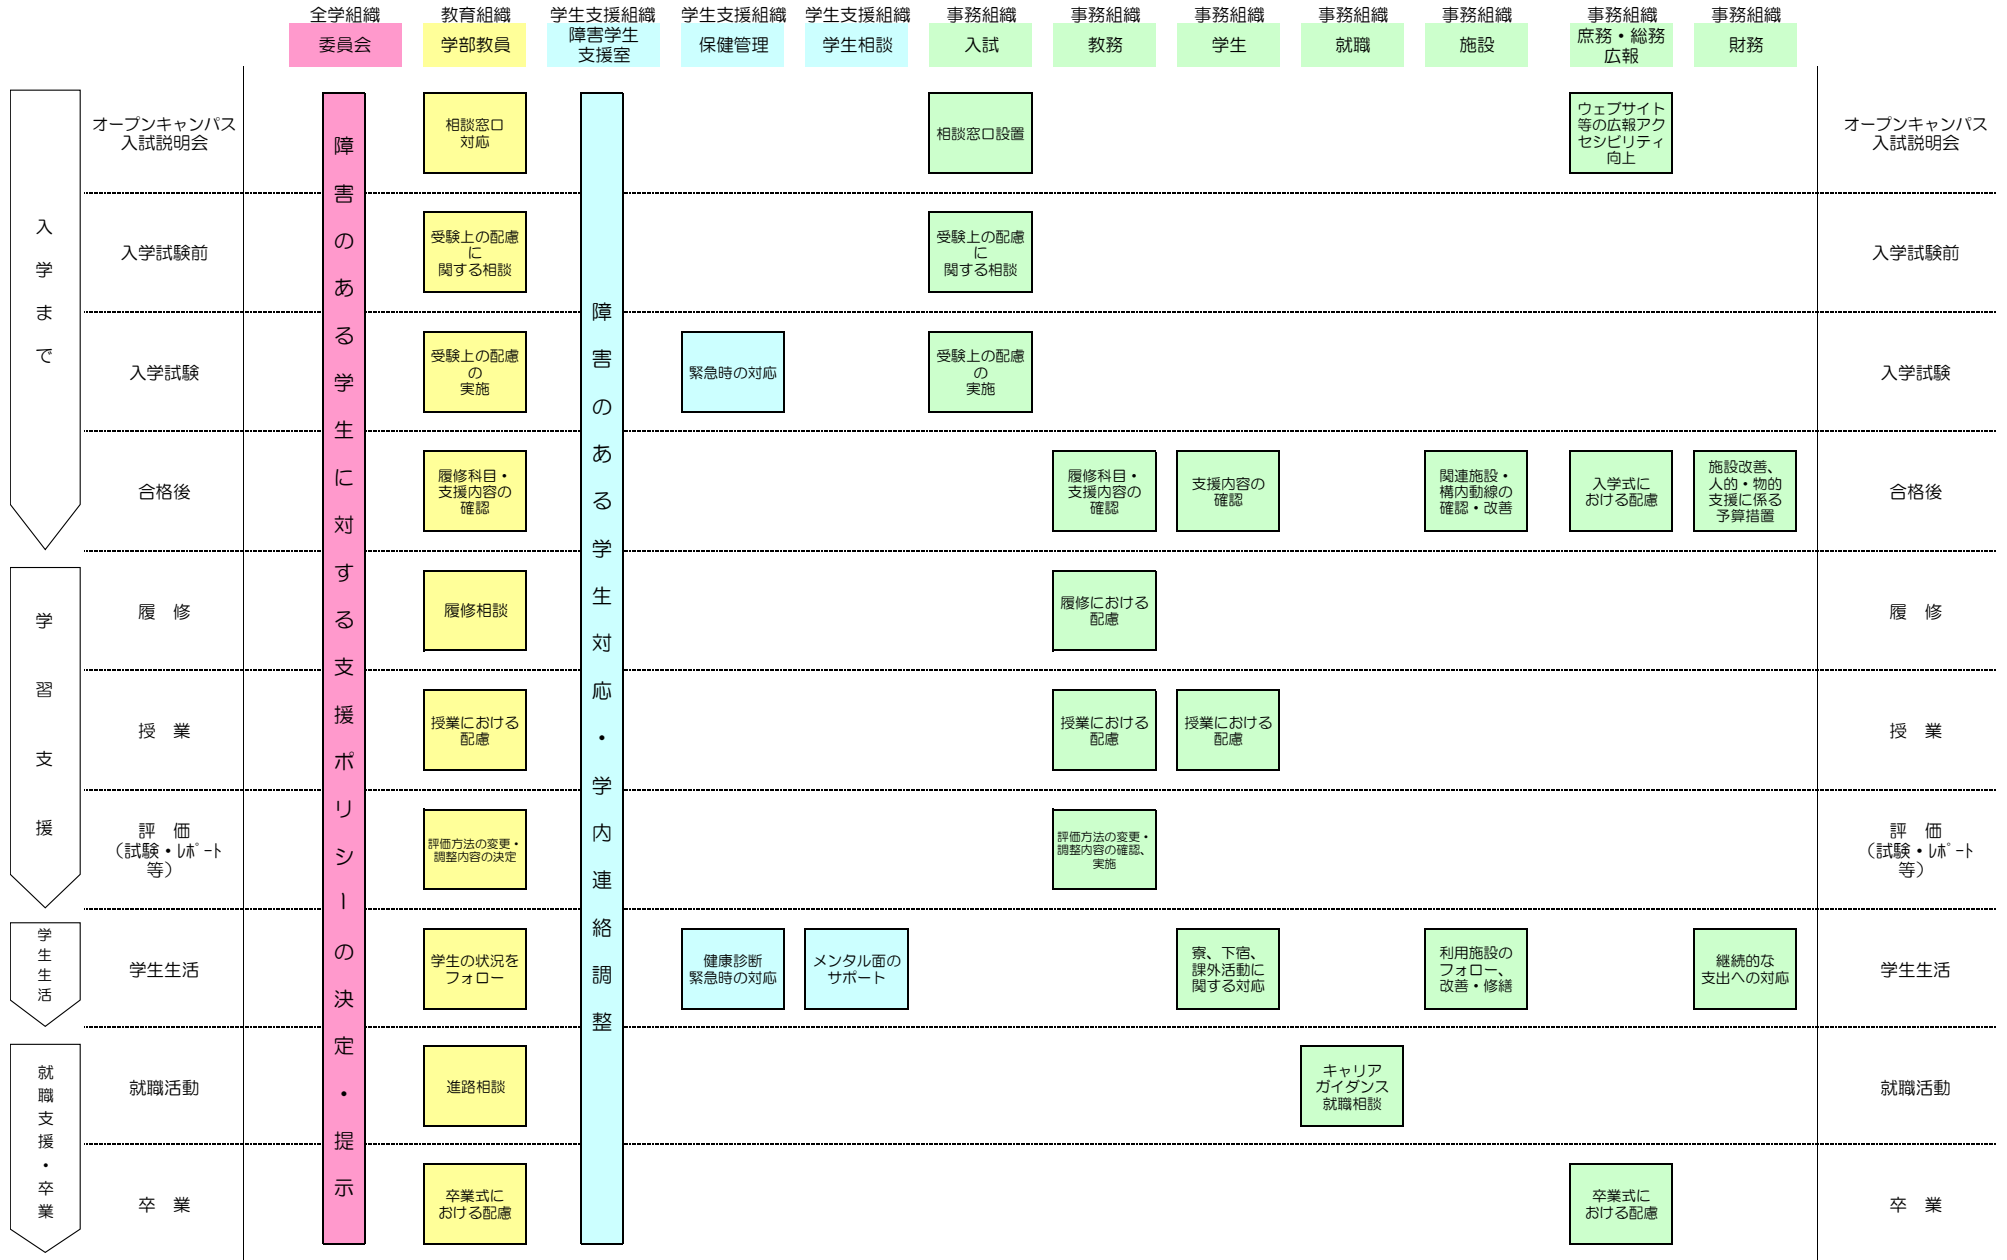 全学組織 教育組織 学生支援組織 学生支援組織 学生支援組織 事務組織 事務組織 事務組織 事務組織 事務組織 事務組織 事務組織
委員会 学部教員 障害学生 保健管理 学生相談 入試 教務 学生 就職 施設 庶務・総務 財務
支援室 広報
入学まで
学習支援
学生生活
就職支援・卒業
障害のある学生に対する支援ポリシーの決定・提示
障害のある学生対応・学内連絡調整
オープンキャンパス
入試説明会
相談窓口
対応
相談窓口設置
ウェブサイト
等の広報アク
セシビリティ
向上
オープンキャンパス
入試説明会
入学試験前
受験上の配慮
に
関する相談
受験上の配慮
に
関する相談
入学試験前
入学試験
受験上の配慮
の
実施
緊急時の対応
受験上の配慮
の
実施
入学試験
合格後
履修科目・
支援内容の
確認
履修科目・
支援内容の
確認
支援内容の
確認
関連施設・
構内動線の
確認・改善
入学式に
おける配慮
施設改善、
人的・物的
支援に係る
予算措置
合格後
履 修
履修相談
履修における
配慮
履 修
授 業
授業における
配慮
授業における
配慮
授業における
配慮
授 業
評 価
（試験・ﾚﾎﾟｰﾄ
等）
評価方法の変更・
調整内容の決定
評価方法の変更・
調整内容の確認、
実施
評 価
（試験・ﾚﾎﾟｰﾄ
等）
学生生活
学生の状況を
フォロー
健康診断
緊急時の対応
メンタル面の
サポート
寮、下宿、
課外活動に
関する対応
利用施設の
フォロー、
改善・修繕
継続的な
支出への対応
学生生活
就職活動
進路相談
キャリア
ガイダンス
就職相談
就職活動
卒 業
卒業式に
おける配慮
卒業式に
おける配慮
卒 業